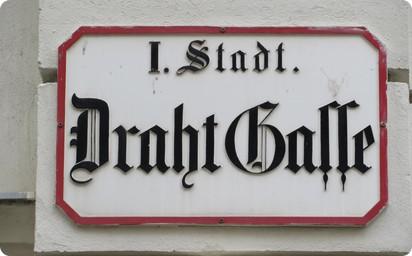 I. Stadt.
Draht Gasse